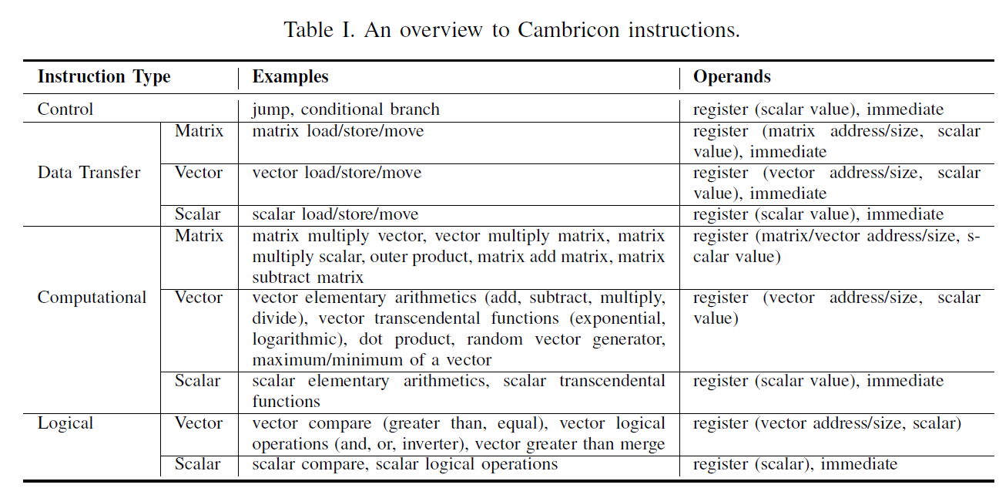 Table I. An overview to Cambricon instructions.
Instruction Type Examples Operands
Control jump, conditional branch register (scalar value), immediate
Matrix matrix load/store/move register (matrix address/size, scalar
value), immediate
Data Transfer Vector vector load/store/move register (vector address/size, scalar
value), immediate
Scalar scalar load/store/move register (scalar value), immediate
Matrix matrix multiply vector, vector multiply matrix, matrix register (matrix/vector address/size, s-
multiply scalar, outer product, matrix add matrix, matrix calar value)
subtract matrix
Computational Vector vector elementary arithmetics (add, subtract, multiply, register (vector address/size, scalar
divide), vector transcendental functions (exponential, value)
logarithmic), dot product, random vector generator,
maximum/minimum of a vector
Scalar scalar elementary arithmetics, scalar transcendental register (scalar value), immediate
functions
Logical Vector vector compare (greater than, equal), vector logical register (vector address/size, scalar)
operations (and, or, inverter), vector greater than merge
Scalar scalar compare, scalar logical operations register (scalar), immediate